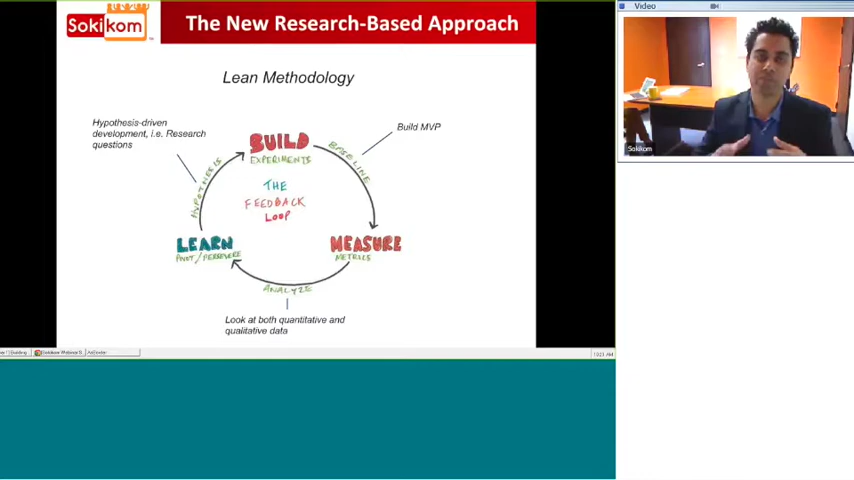 Sokikom
The New Research-Based Approach
Lean Methodology
Hypothesis-driven
development, i.e. Research
questions
Build MVP
BUILD
EXPERIMENTS
BASELINE
HYPOTHESIS
THE
FEEDBACK
LOOP
LEARN
PIVOT/PERSEVERE
MEASURE
METRICS
ANALYZE
Look at both quantitative and
qualitative data
Video
Sokikom